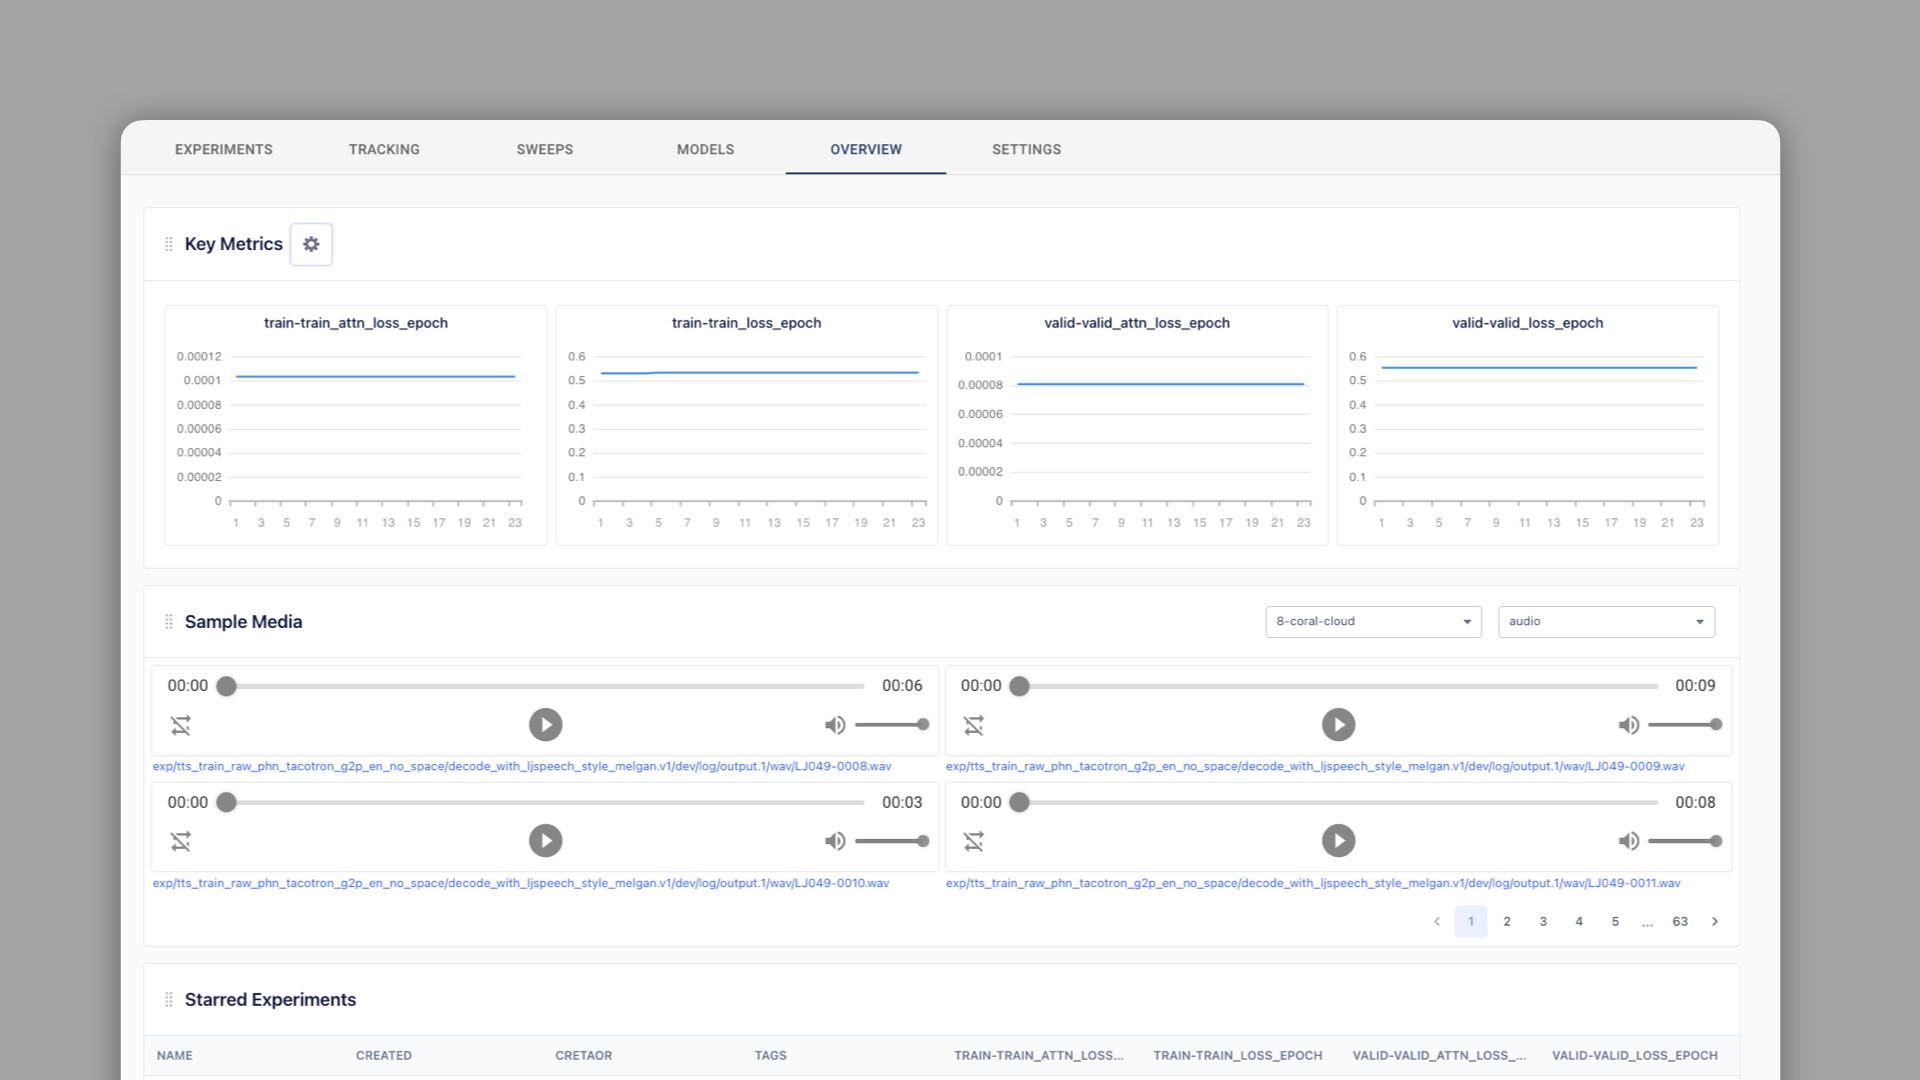 EXPERIMENTS TRACKING SWEEPS MODELS OVERVIEW SETTINGS
Key Metrics
train-train_attn_loss_epoch
0.00012
0.0001
0.00008
0.00006
0.00004
0.00002
0
1 3 5 7 9 11 13 15 17 19 21 23
train-train_loss_epoch
0.6
0.5
0.4
0.3
0.2
0.1
0
1 3 5 7 9 11 13 15 17 19 21 23
valid-valid_attn_loss_epoch
0.0001
0.00008
0.00006
0.00004
0.00002
0
1 3 5 7 9 11 13 15 17 19 21 23
valid-valid_loss_epoch
0.6
0.5
0.4
0.3
0.2
0.1
0
1 3 5 7 9 11 13 15 17 19 21 23
Sample Media
8-coral-cloud
audio
00:00 00:06
exp/tts_train_raw_phn_tacotron_g2p_en_no_space/decode_with_ljspeech_style_melgan.v1/dev/log/output.1/wav/LJ049-0008.wav
00:00 00:09
exp/tts_train_raw_phn_tacotron_g2p_en_no_space/decode_with_ljspeech_style_melgan.v1/dev/log/output.1/wav/LJ049-0009.wav
00:00 00:03
exp/tts_train_raw_phn_tacotron_g2p_en_no_space/decode_with_ljspeech_style_melgan.v1/dev/log/output.1/wav/LJ049-0010.wav
00:00 00:08
exp/tts_train_raw_phn_tacotron_g2p_en_no_space/decode_with_ljspeech_style_melgan.v1/dev/log/output.1/wav/LJ049-0011.wav
1 2 3 4 5 ... 63
Starred Experiments
NAME CREATED CRETAOR TAGS TRAIN-TRAIN_ATTN_LOSS... TRAIN-TRAIN_LOSS_EPOCH VALID-VALID_ATTN_LOSS_... VALID-VALID_LOSS_EPOCH